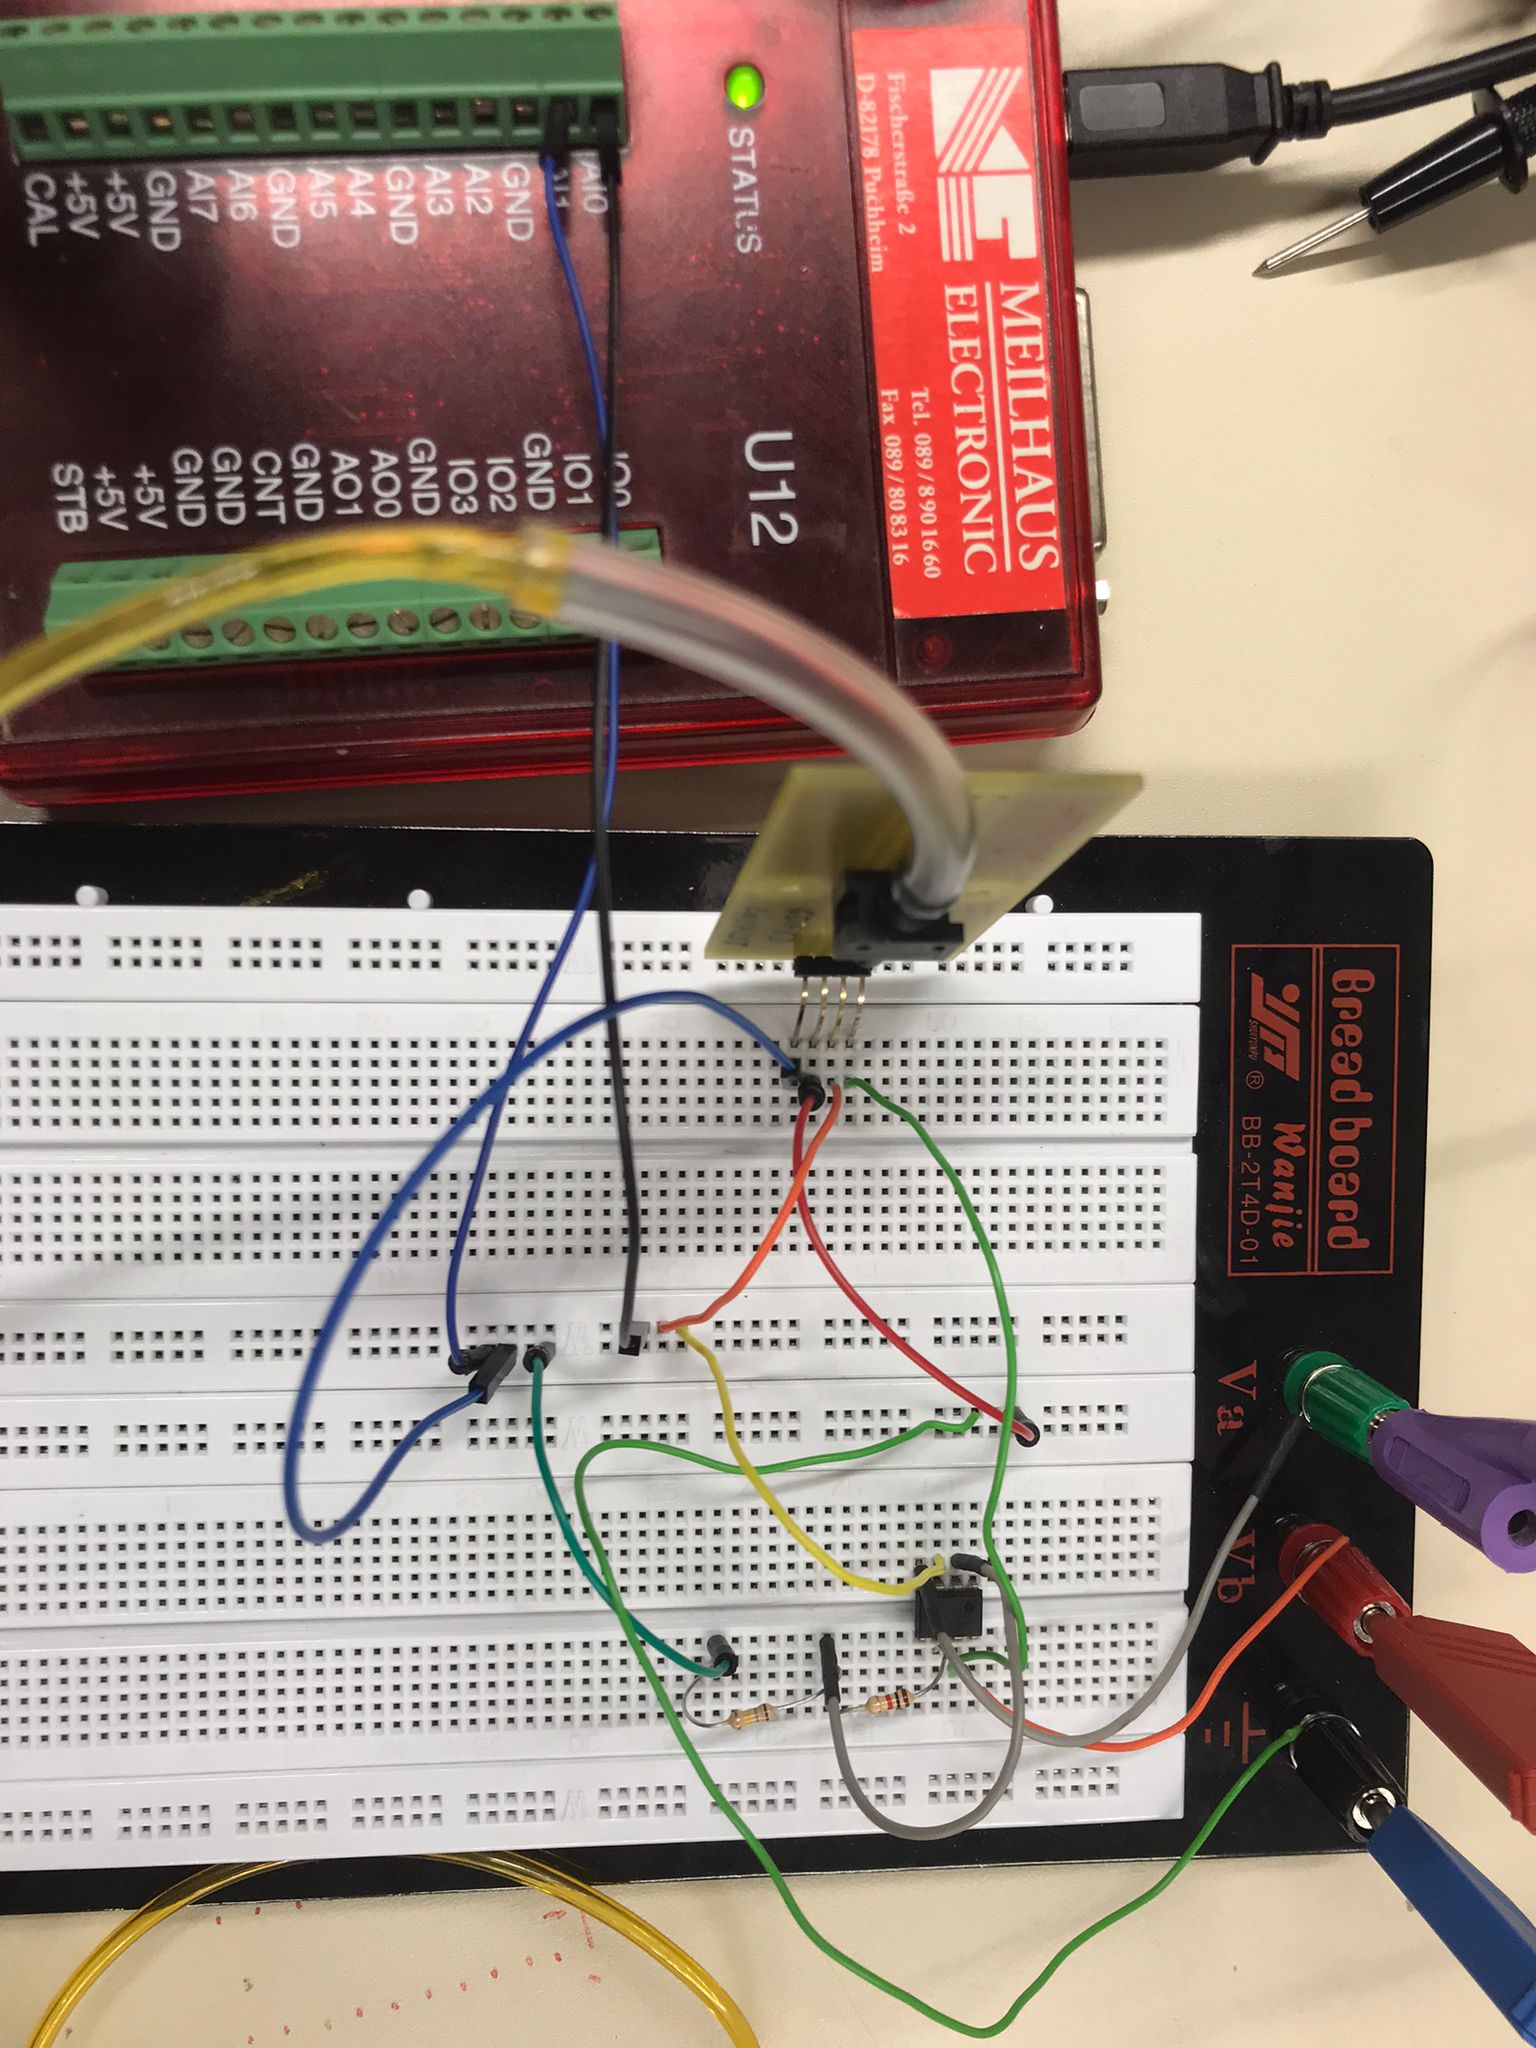 Bread board
Wanjie
SHUIYUNPU ®
BB-2T4D-01
Va
Vb
MEILHAUS
ELECTRONIC
Fischerstraße 2
D-82178 Puchheim
Tel. 089/8901660
Fax 089/808316
U12
STATUS
AI0
AI1
GND
AI2
AI3
GND
AI4
AI5
GND
AI6
AI7
GND
+5V
+5V
CAL
IO0
IO1
GND
IO2
IO3
GND
AO0
AO1
GND
CNT
GND
GND
+5V
+5V
STB